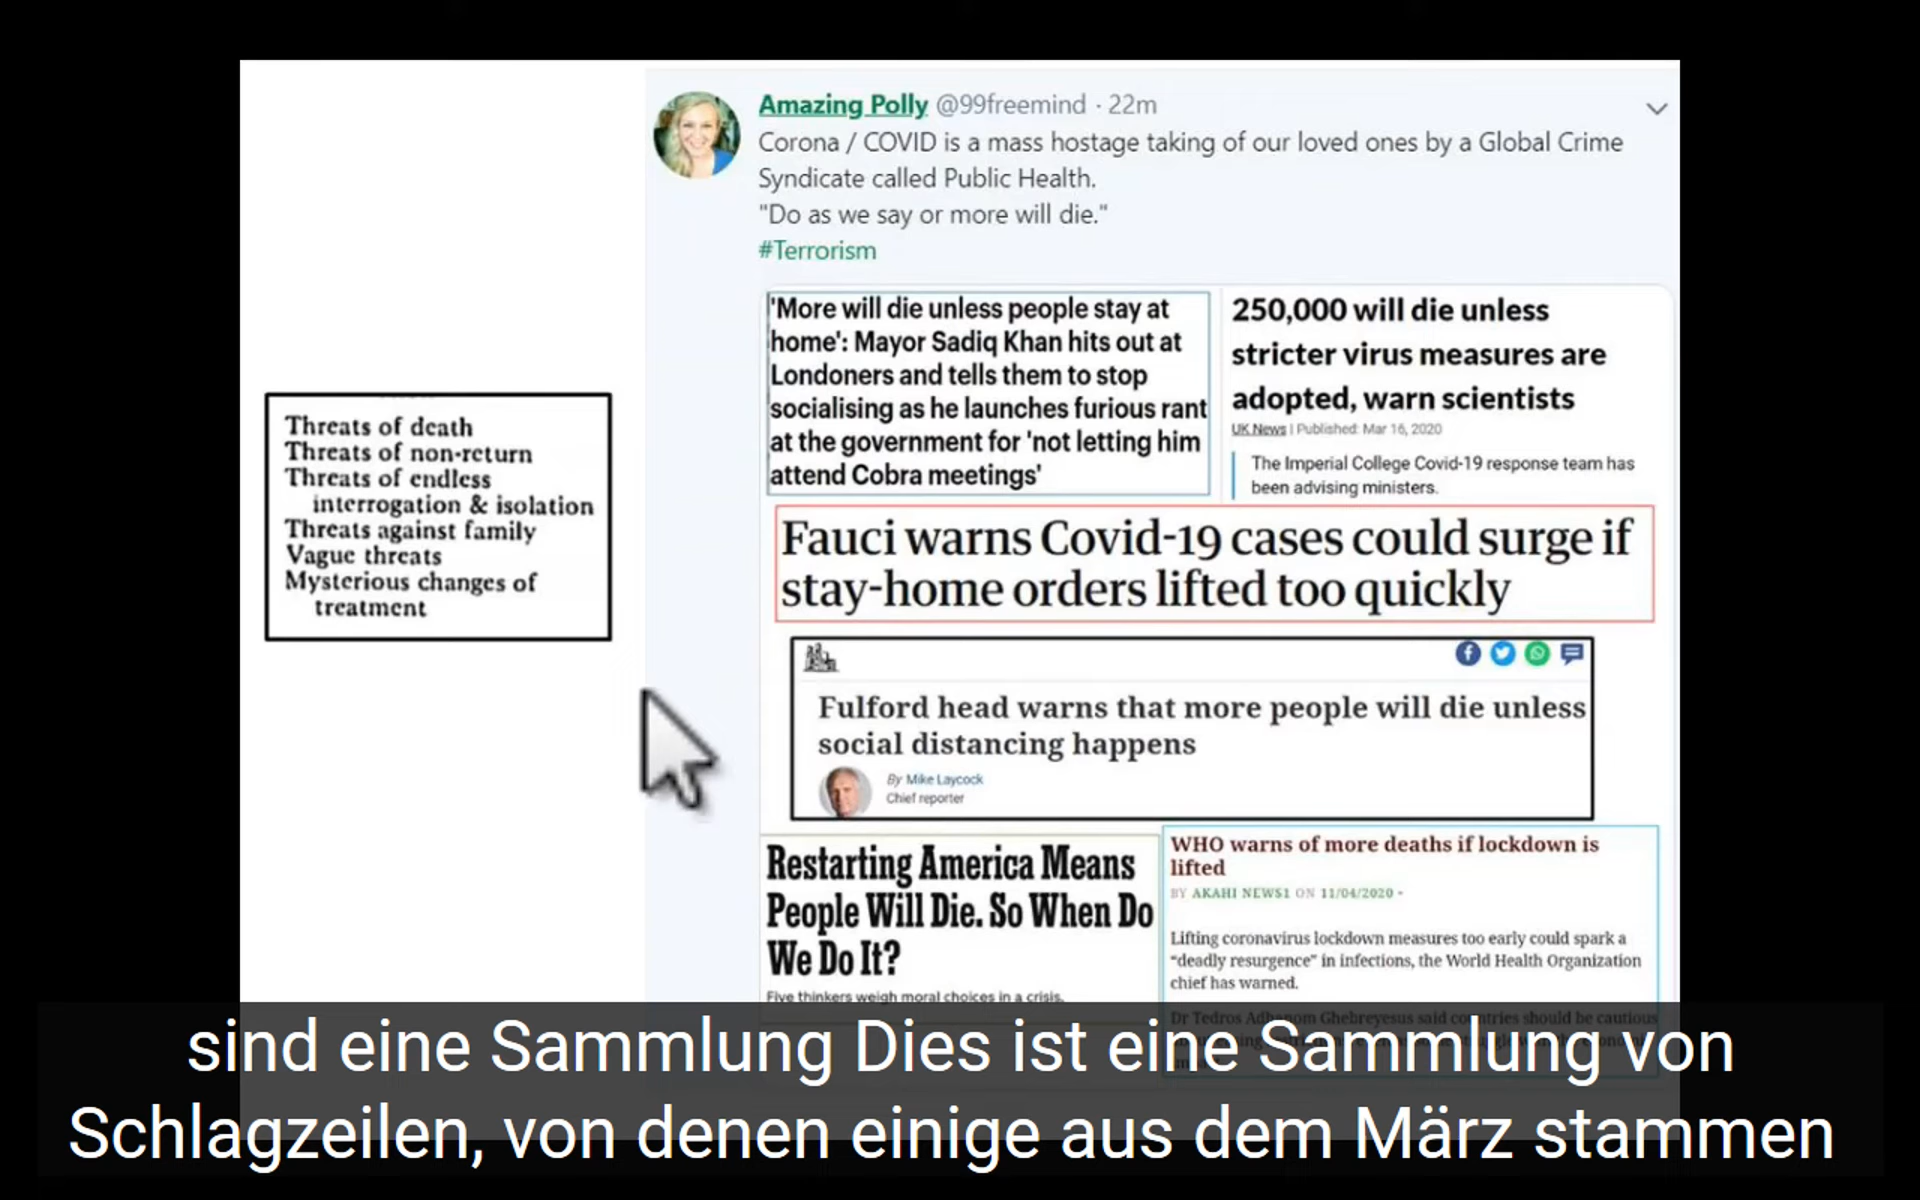 Amazing Polly @99freemind · 22m
Corona / COVID is a mass hostage taking of our loved ones by a Global Crime
Syndicate called Public Health.
"Do as we say or more will die."
#Terrorism
Threats of death
Threats of non-return
Threats of endless
interrogation & isolation
Threats against family
Vague threats
Mysterious changes of
treatment
'More will die unless people stay at
home': Mayor Sadiq Khan hits out at
Londoners and tells them to stop
socialising as he launches furious rant
at the government for 'not letting him
attend Cobra meetings'
250,000 will die unless
stricter virus measures are
adopted, warn scientists
UK News | Published: Mar 16, 2020
The Imperial College Covid-19 response team has
been advising ministers.
Fauci warns Covid-19 cases could surge if
stay-home orders lifted too quickly
Fulford head warns that more people will die unless
social distancing happens
By Mike Laycock
Chief reporter
Restarting America Means
People Will Die. So When Do
We Do It?
Five thinkers weigh moral choices in a crisis.
WHO warns of more deaths if lockdown is
lifted
BY AKAHI NEWS1 ON 11/04/2020 -
Lifting coronavirus lockdown measures too early could spark a
"deadly resurgence" in infections, the World Health Organization
chief has warned.
Dr Tedros Adhanom Ghebreyesus said countries should be cautious
sind eine Sammlung Dies ist eine Sammlung von
Schlagzeilen, von denen einige aus dem März stammen